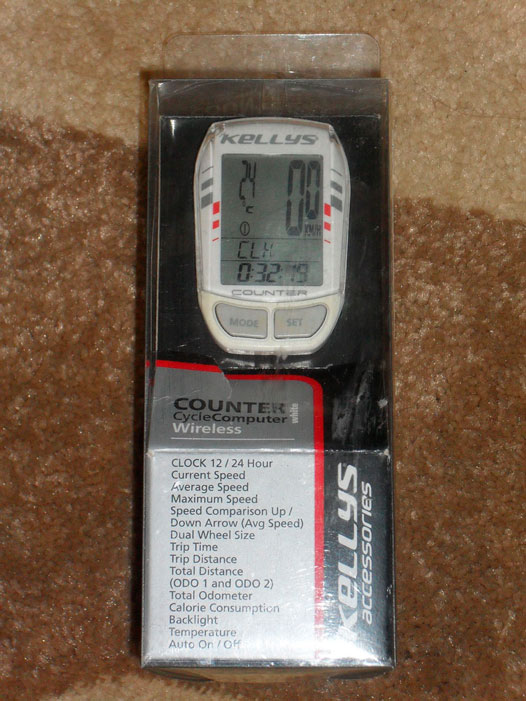 KELLYS
24
°C
0.0
KM/H
CLK
0:32:19
COUNTER
MODE SET
COUNTER
white
CycleComputer
Wireless
CLOCK 12 / 24 Hour
Current Speed
Average Speed
Maximum Speed
Speed Comparison Up /
Down Arrow (Avg Speed)
Dual Wheel Size
Trip Time
Trip Distance
Total Distance
(ODO 1 and ODO 2)
Total Odometer
Calorie Consumption
Backlight
Temperature
Auto On / Off
KELLYS
accessories